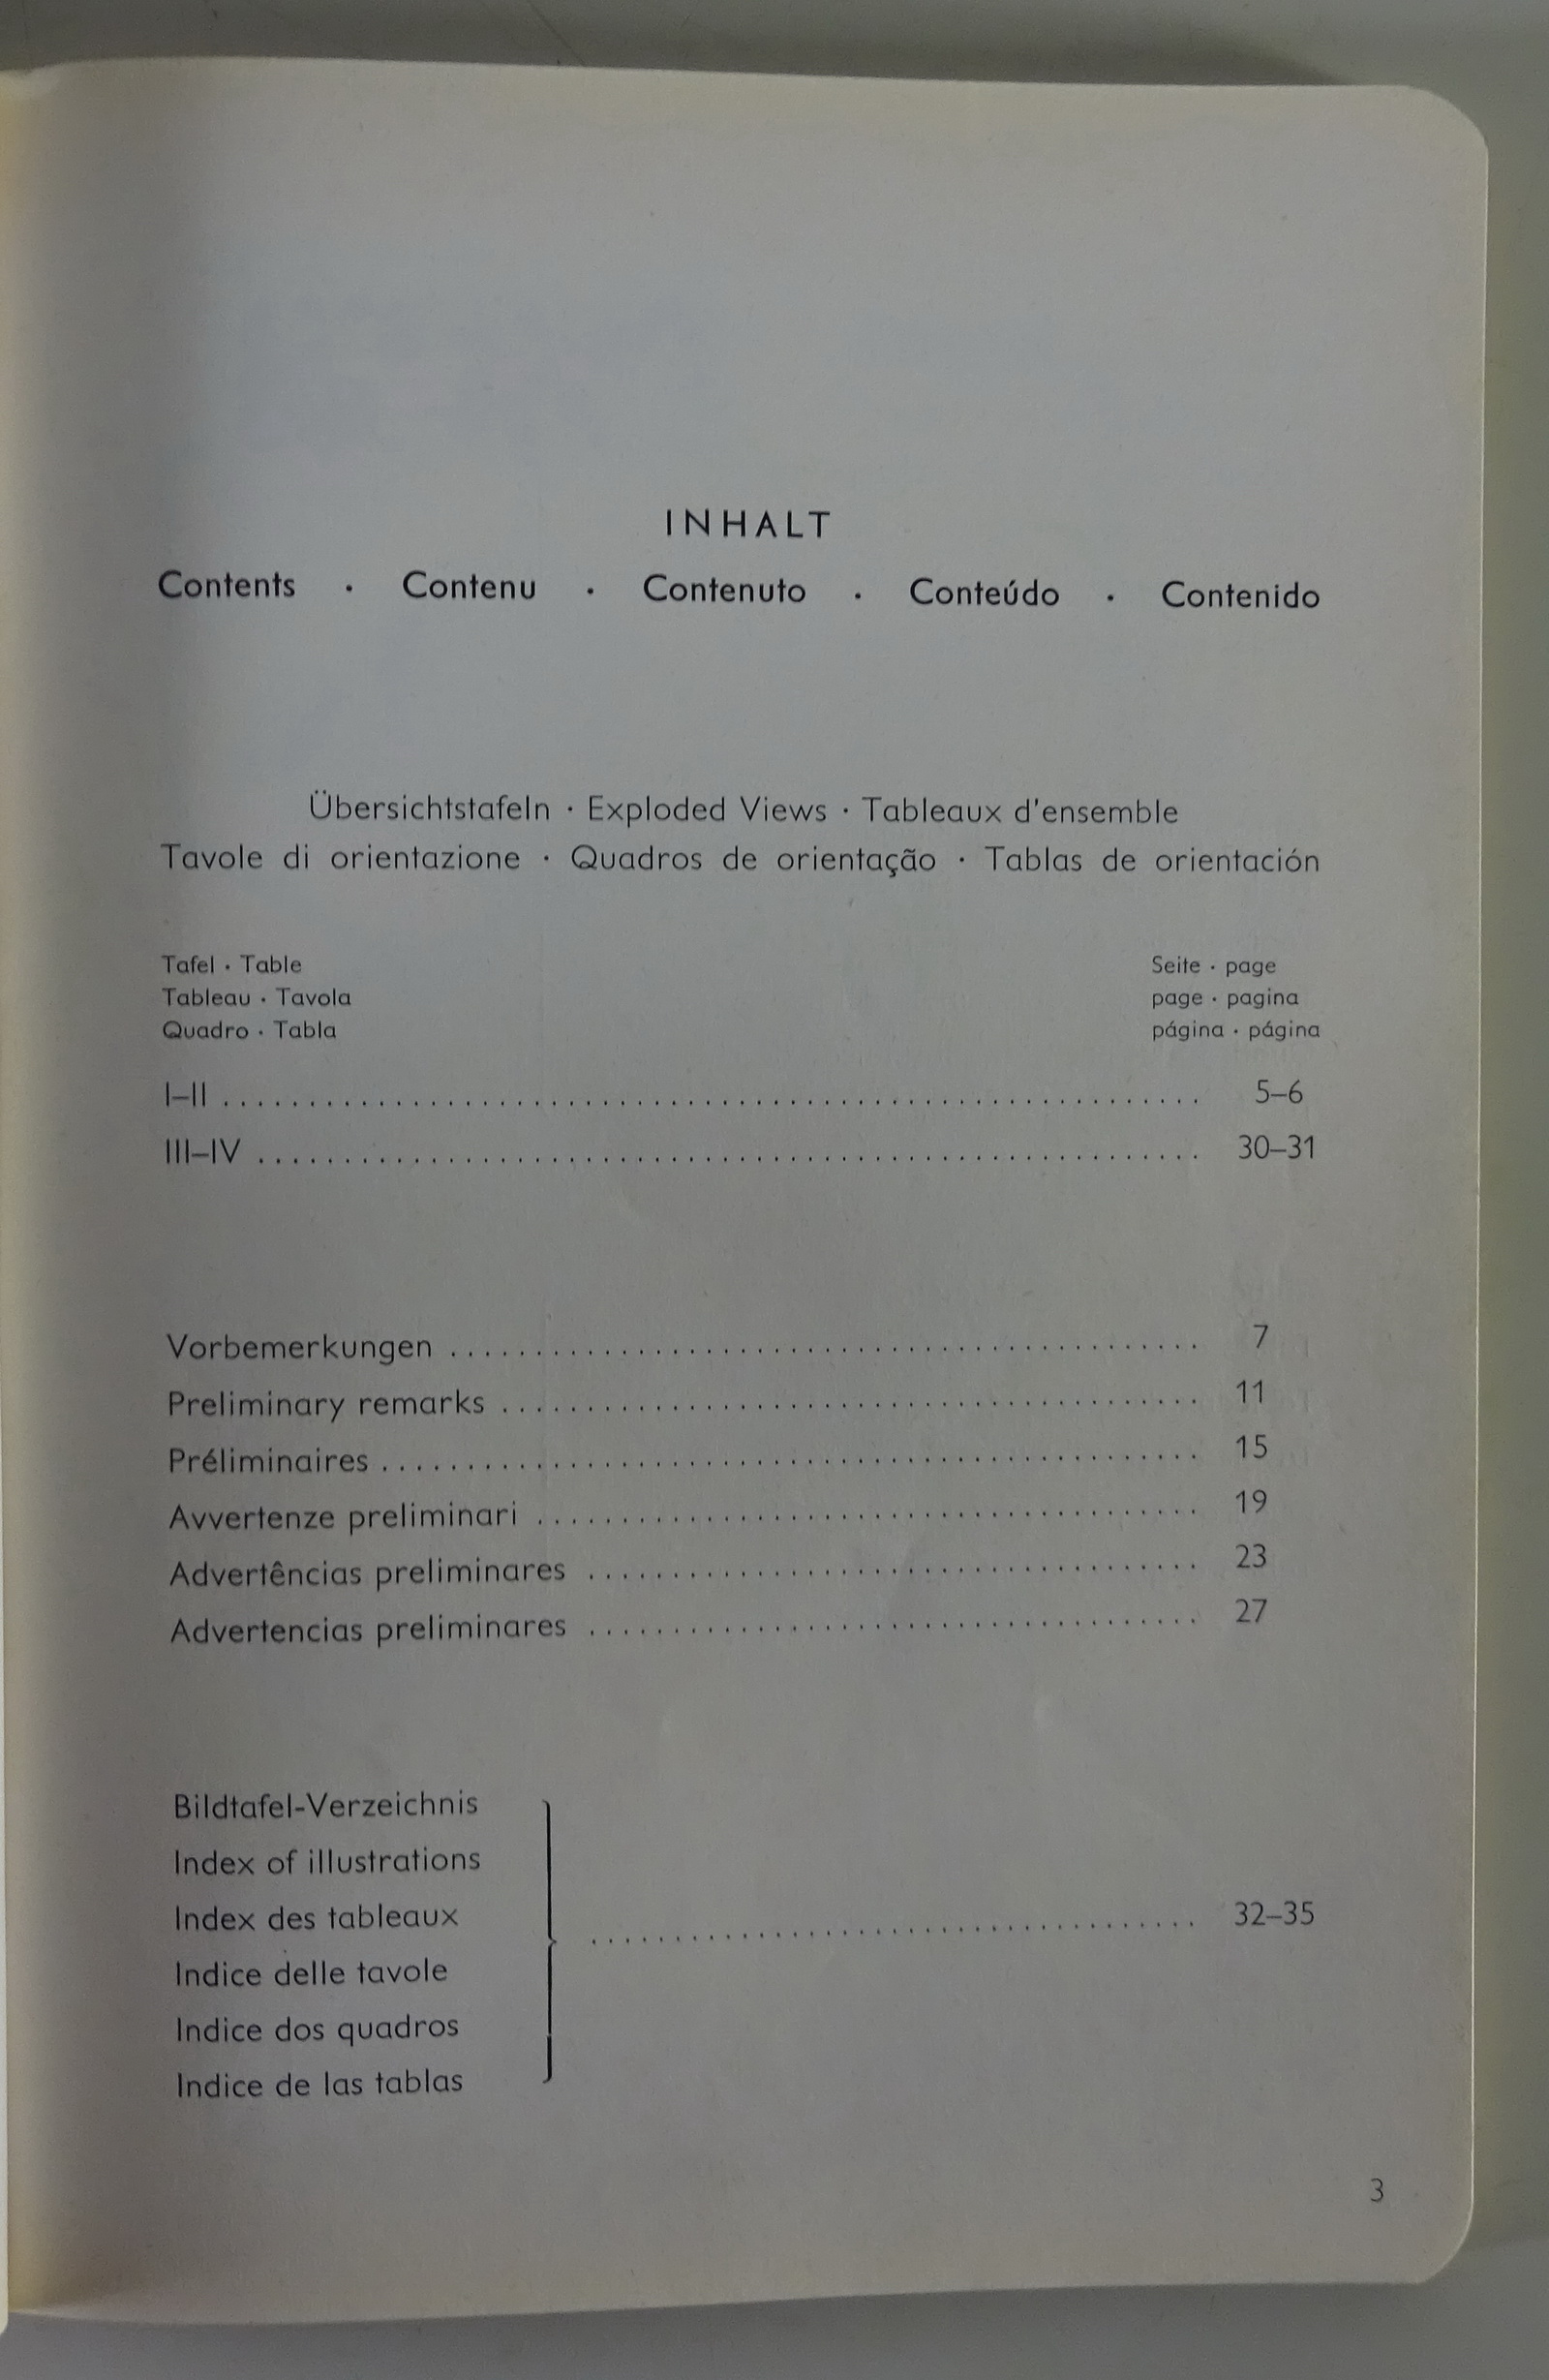 INHALT
Contents · Contenu · Contenuto · Conteúdo · Contenido
Übersichtstafeln · Exploded Views · Tableaux d'ensemble
Tavole di orientazione · Quadros de orientação · Tablas de orientación
Tafel · Table Seite · page
Tableau · Tavola page · pagina
Quadro · Tabla página · página
I–II ........................................ 5–6
III–IV ........................................ 30–31
Vorbemerkungen ........................................ 7
Preliminary remarks ........................................ 11
Préliminaires ........................................ 15
Avvertenze preliminari ........................................ 19
Advertências preliminares ........................................ 23
Advertencias preliminares ........................................ 27
Bildtafel-Verzeichnis
Index of illustrations
Index des tableaux
........................................ 32–35
Indice delle tavole
Indice dos quadros
Indice de las tablas
3